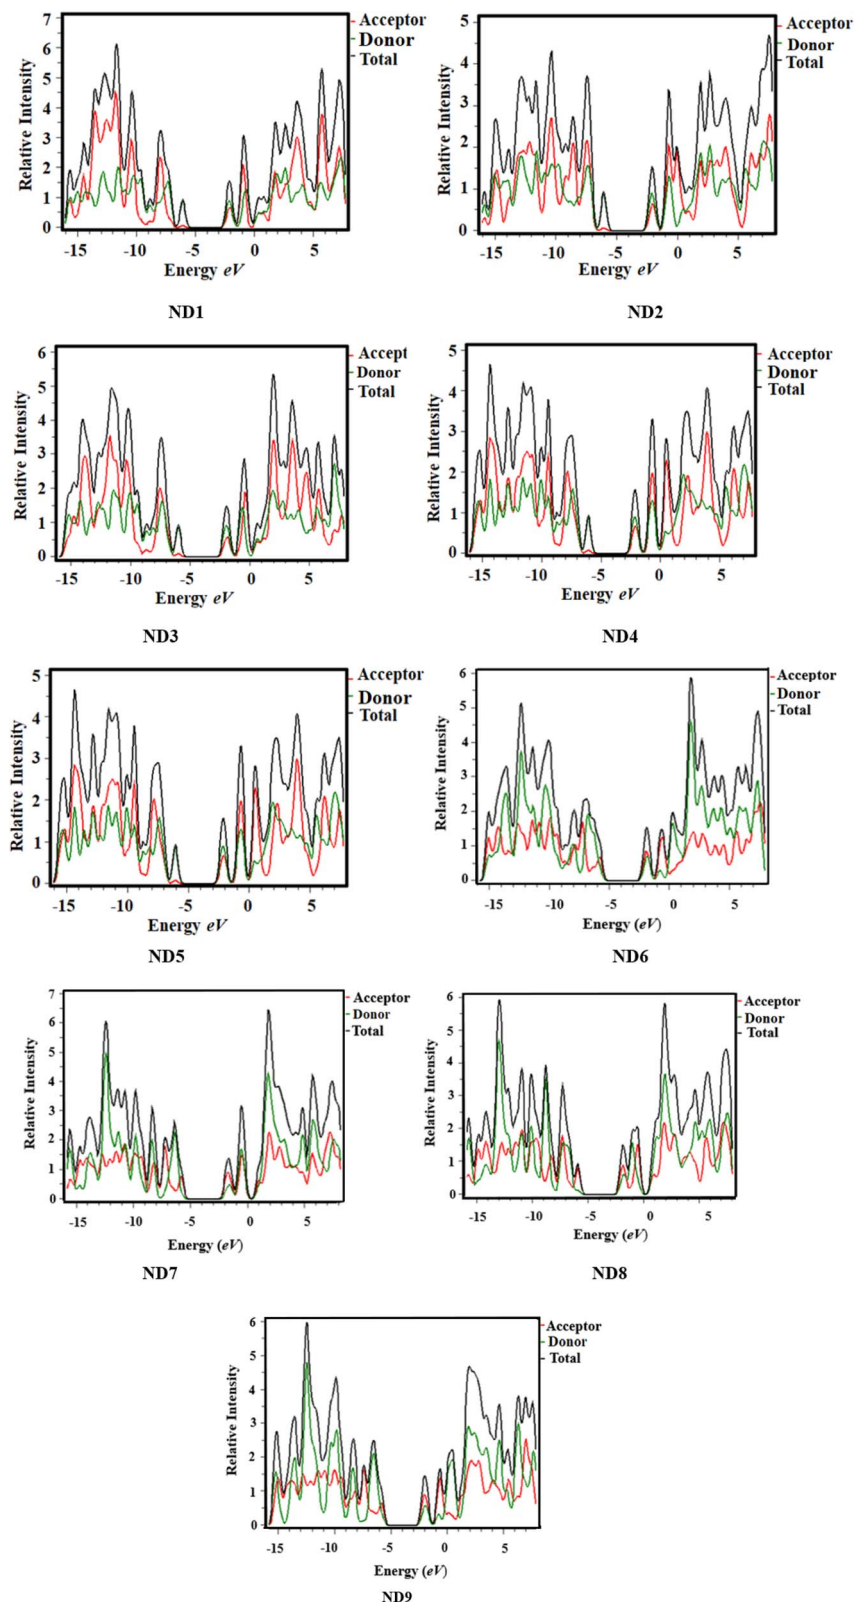 Acceptor
Donor
Total
7
6
5
4
3
2
1
0
Relative Intensity
-15
-10
-5
0
5
Energy eV
ND1
Acceptor
Donor
Total
5
4
3
2
1
0
Relative Intensity
-15
-10
-5
0
5
Energy eV
ND2
Accept
Donor
Total
6
5
4
3
2
1
0
Relative Intensity
-15
-10
-5
0
5
Energy eV
ND3
Acceptor
Donor
Total
5
4
3
2
1
0
Relative Intensity
-15
-10
-5
0
5
Energy eV
ND4
Acceptor
Donor
Total
5
4
3
2
1
0
Relative Intensity
-15
-10
-5
0
5
Energy eV
ND5
Acceptor
Donor
Total
6
5
4
3
2
1
0
Relative Intensity
-15
-10
-5
0
5
Energy (eV)
ND6
Acceptor
Donor
Total
7
6
5
4
3
2
1
0
Relative Intensity
-15
-10
-5
0
5
Energy (eV)
ND7
Acceptor
Donor
Total
6
5
4
3
2
1
0
Relative Intensity
-15
-10
-5
0
5
Energy (eV)
ND8
Acceptor
Donor
Total
6
5
4
3
2
1
0
Relative Intensity
-15
-10
-5
0
5
Energy (eV)
ND9